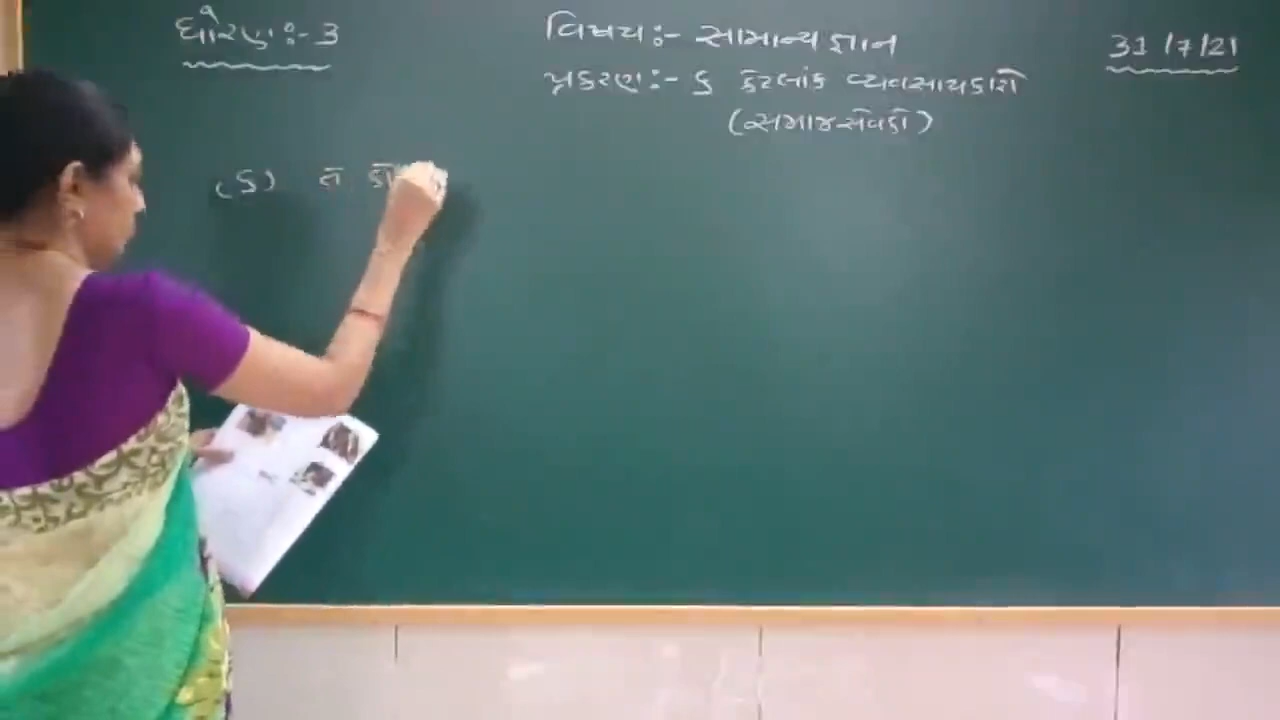 ધોરણ :- 3
વિષય :- સામાન્ય જ્ઞાન
પ્રકરણ :- ૬ કેટલાંક વ્યવસાયકારો
(સમાજસેવકો)
31/7/21
તે